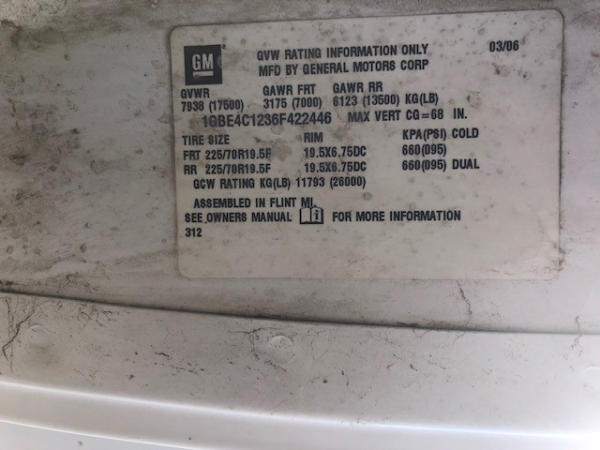 GM
GVW RATING INFORMATION ONLY 03/06
MFD BY GENERAL MOTORS CORP
GVWR GAWR FRT GAWR RR
7938 (17500) 3175 (7000) 6123 (13500) KG(LB)
1GBE4C1236F422446 MAX VERT CG=68 IN.
TIRE SIZE RIM KPA(PSI) COLD
FRT 225/70R19.5F 19.5X6.75DC 660(095)
RR 225/70R19.5F 19.5X6.75DC 660(095) DUAL
GCW RATING KG(LB) 11793 (26000)
ASSEMBLED IN FLINT MI.
SEE OWNERS MANUAL i FOR MORE INFORMATION
312